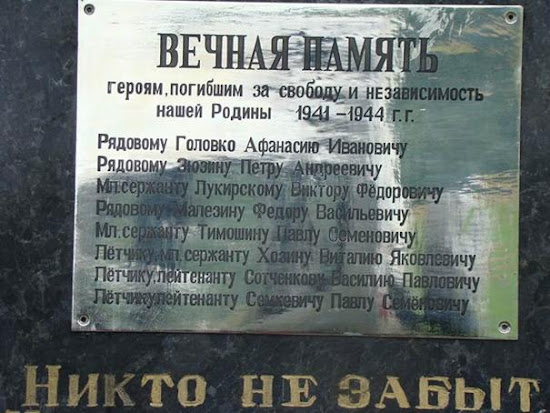 ВЕЧНАЯ ПАМЯТЬ
героям, погибшим за свободу и независимость
нашей Родины 1941-1944 г.г.
Рядовому Головко Афанасию Ивановичу
Рядовому Зюзину Петру Андреевичу
Мл.сержанту Лукирскому Виктору Фёдоровичу
Рядовому Малезину Федору Васильевичу
Мл.сержанту Тимошину Павлу Семеновичу
Лётчику,мл.сержанту Хозину Виталию Яковлевичу
Лётчику,лейтенанту Сотченкову Василию Павловичу
Лётчику,лейтенанту Семкевичу Павлу Семёновичу
НИКТО НЕ ЗАБЫТ,